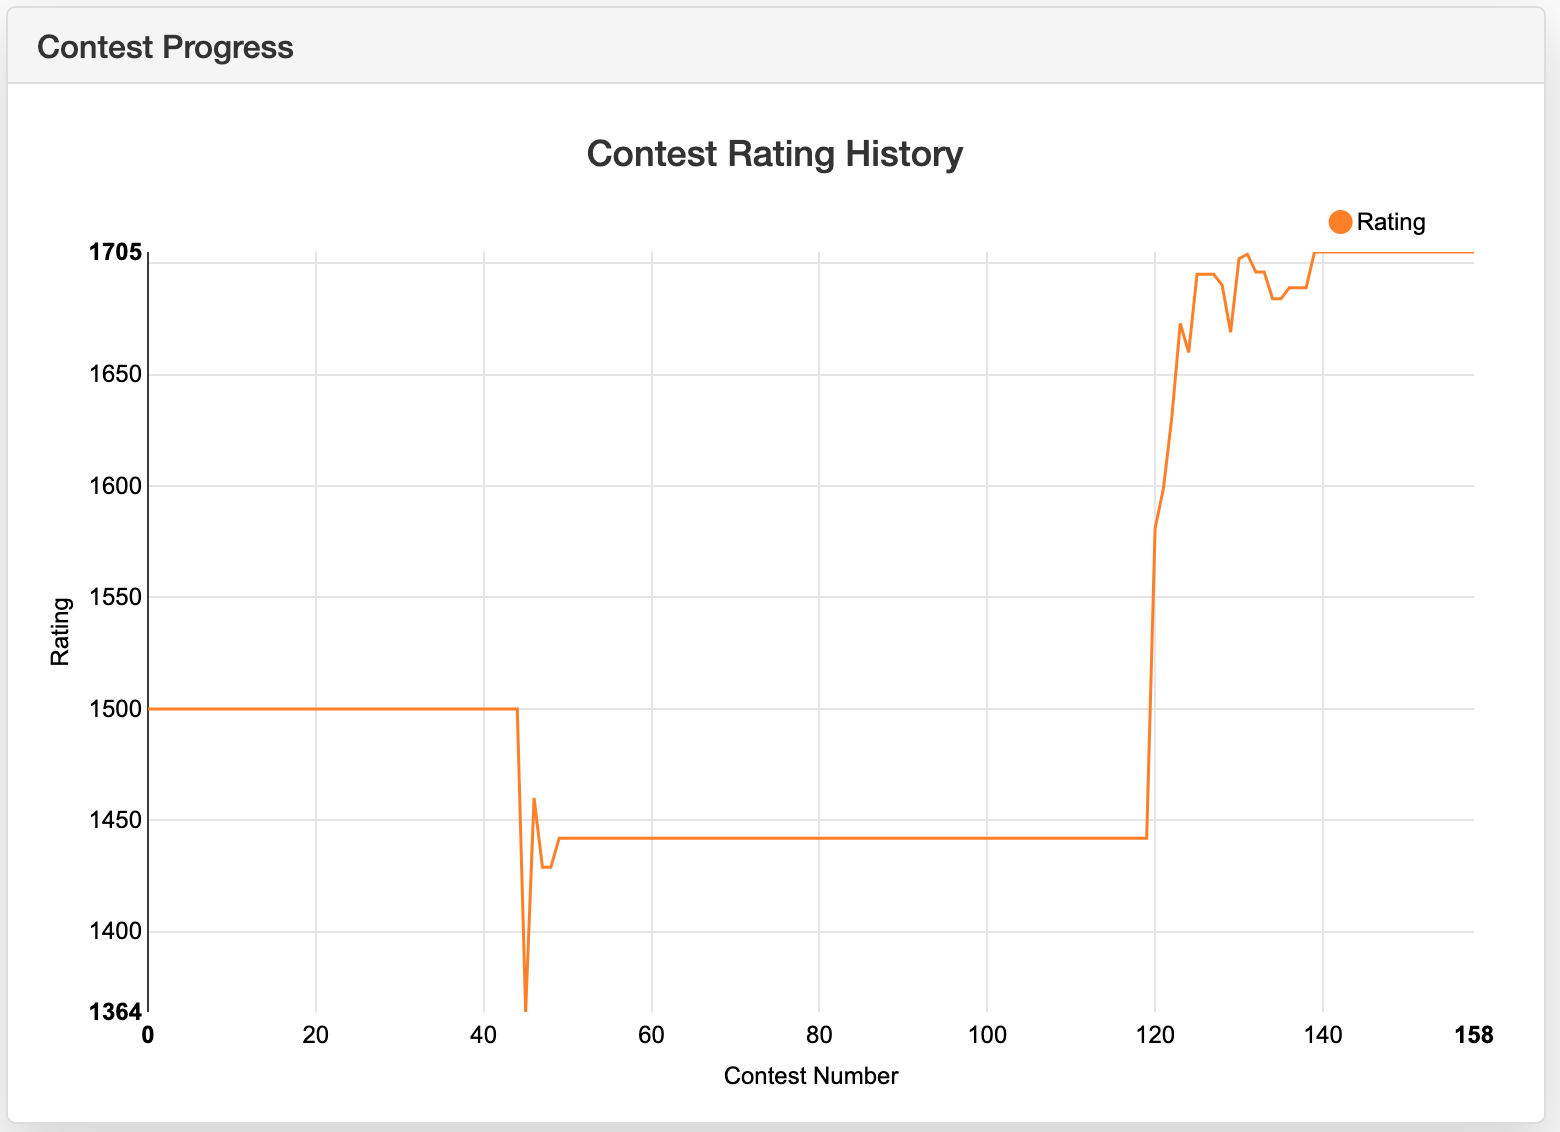 Contest Progress
Contest Rating History
Rating
1705
1650
1600
1550
1500
1450
1400
1364
Rating
0 20 40 60 80 100 120 140 158
Contest Number